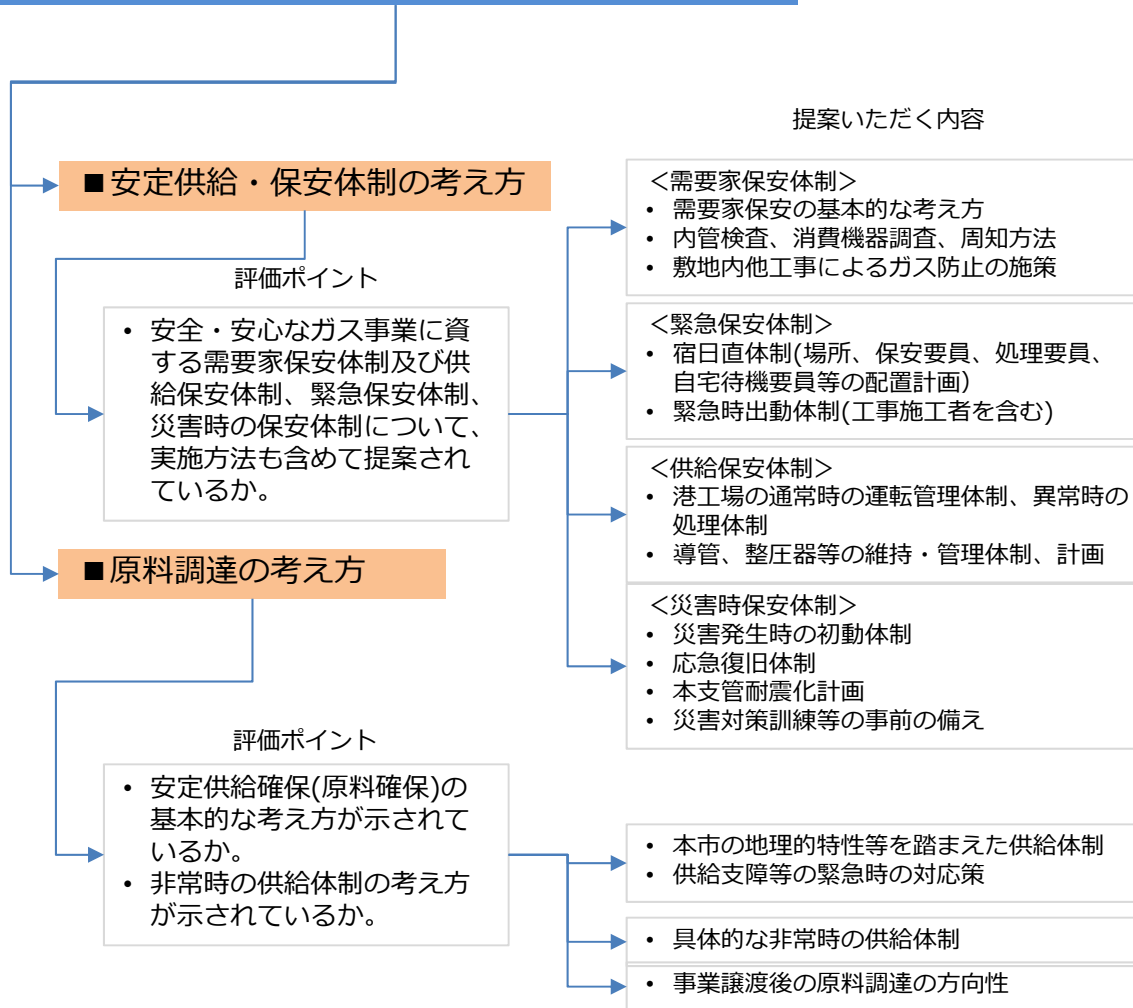 提案いただく内容
■安定供給・保安体制の考え方
評価ポイント
• 安全・安心なガス事業に資
する需要家保安体制及び供
給保安体制、緊急保安体制、
災害時の保安体制について、
実施方法も含めて提案され
ているか。
＜需要家保安体制＞
• 需要家保安の基本的な考え方
• 内管検査、消費機器調査、周知方法
• 敷地内他工事によるガス防止の施策
＜緊急保安体制＞
• 宿日直体制(場所、保安要員、処理要員、
自宅待機要員等の配置計画)
• 緊急時出動体制(工事施工者を含む)
＜供給保安体制＞
• 港工場の通常時の運転管理体制、異常時の
処理体制
• 導管、整圧器等の維持・管理体制、計画
＜災害時保安体制＞
• 災害発生時の初動体制
• 応急復旧体制
• 本支管耐震化計画
• 災害対策訓練等の事前の備え
■原料調達の考え方
評価ポイント
• 安定供給確保(原料確保)の
基本的な考え方が示されて
いるか。
• 非常時の供給体制の考え方
が示されているか。
• 本市の地理的特性等を踏まえた供給体制
• 供給支障等の緊急時の対応策
• 具体的な非常時の供給体制
• 事業譲渡後の原料調達の方向性